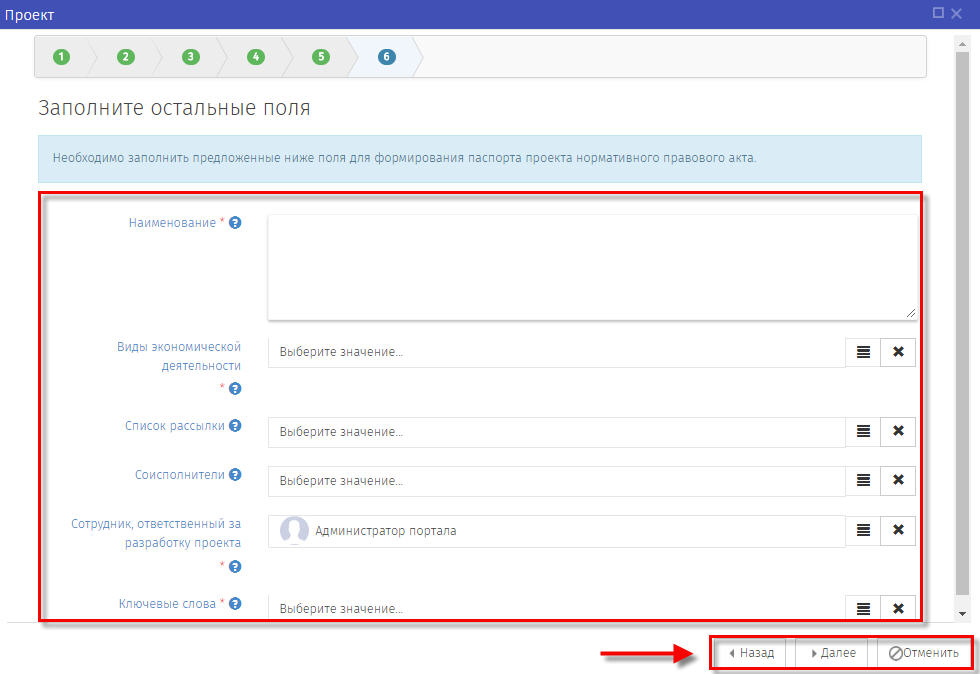 Проект
1 2 3 4 5 6
Заполните остальные поля
Необходимо заполнить предложенные ниже поля для формирования паспорта проекта нормативного правового акта.
Наименование * ?
Виды экономической
деятельности
* ?
Выберите значение...
Список рассылки ?
Выберите значение...
Соисполнители ?
Выберите значение...
Сотрудник, ответственный за
разработку проекта
* ?
Администратор портала
Ключевые слова * ?
Выберите значение...
Назад Далее Отменить